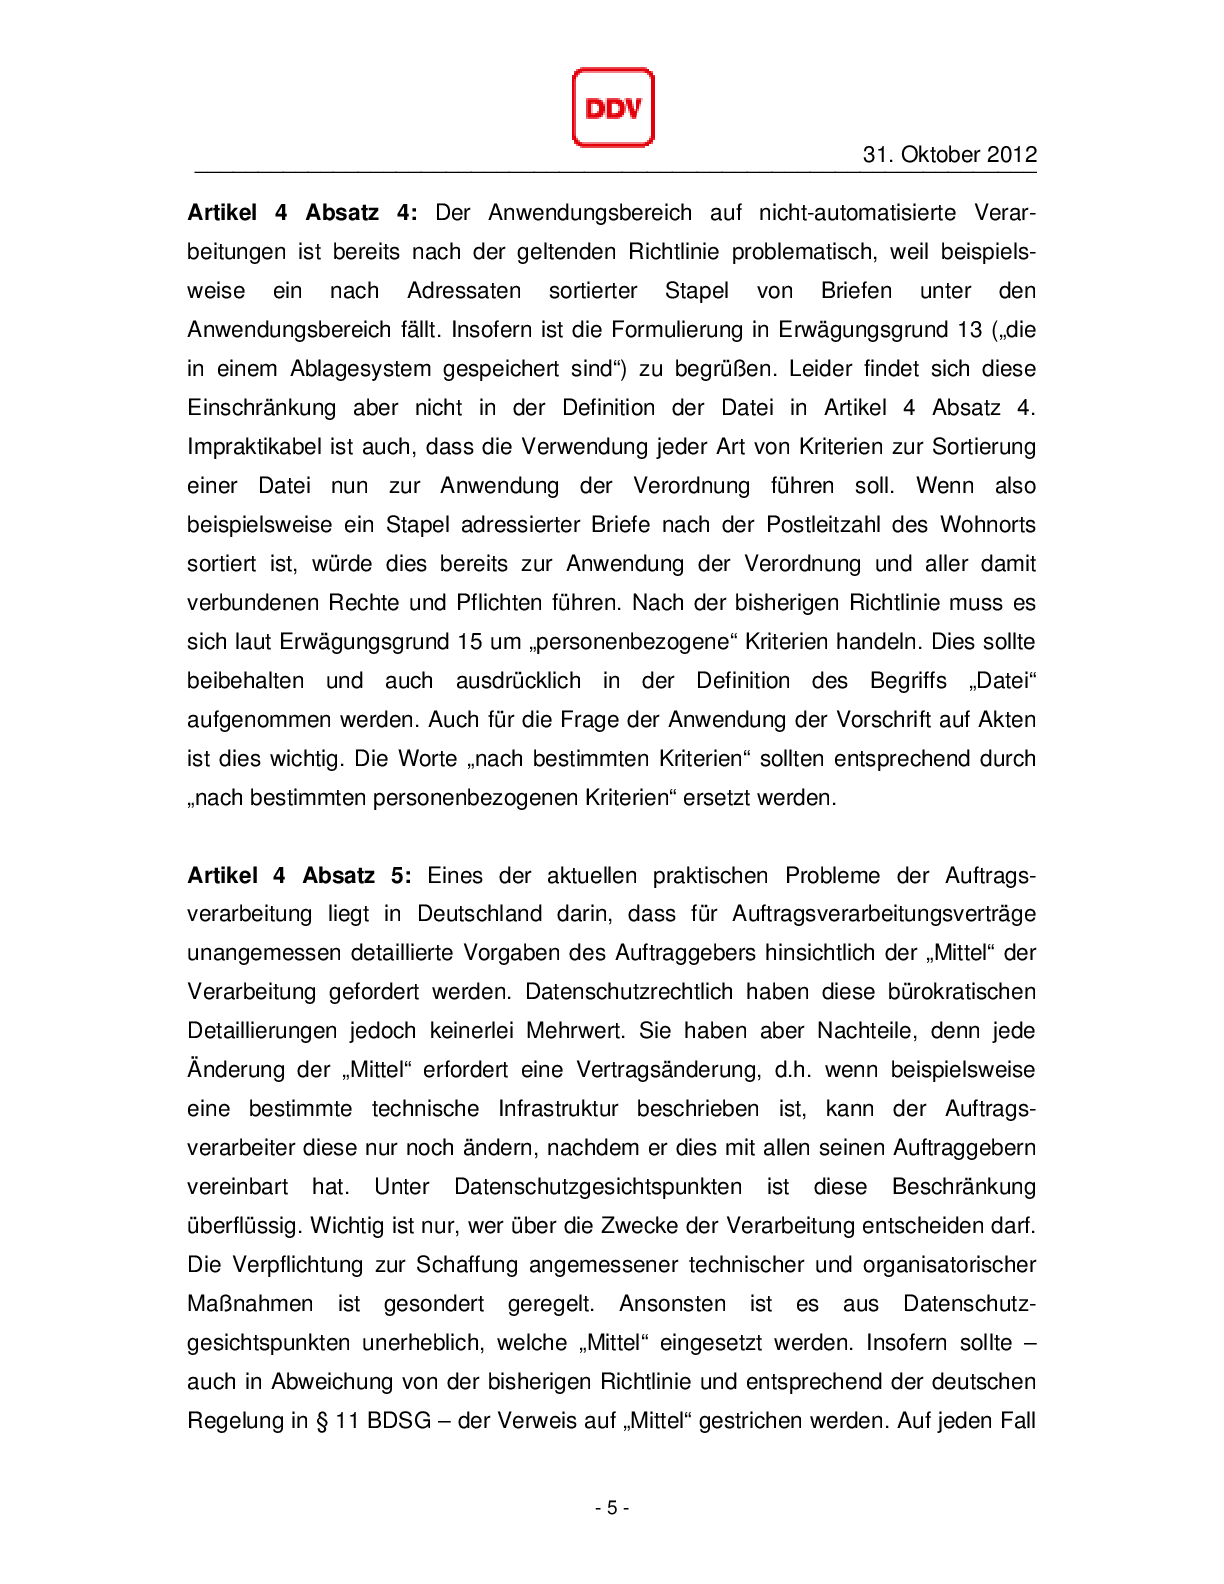 DDV
31. Oktober 2012
Artikel 4 Absatz 4: Der Anwendungsbereich auf nicht-automatisierte Verar-
beitungen ist bereits nach der geltenden Richtlinie problematisch, weil beispiels-
weise ein nach Adressaten sortierter Stapel von Briefen unter den
Anwendungsbereich fällt. Insofern ist die Formulierung in Erwägungsgrund 13 („die
in einem Ablagesystem gespeichert sind“) zu begrüßen. Leider findet sich diese
Einschränkung aber nicht in der Definition der Datei in Artikel 4 Absatz 4.
Impraktikabel ist auch, dass die Verwendung jeder Art von Kriterien zur Sortierung
einer Datei nun zur Anwendung der Verordnung führen soll. Wenn also
beispielsweise ein Stapel adressierter Briefe nach der Postleitzahl des Wohnorts
sortiert ist, würde dies bereits zur Anwendung der Verordnung und aller damit
verbundenen Rechte und Pflichten führen. Nach der bisherigen Richtlinie muss es
sich laut Erwägungsgrund 15 um „personenbezogene“ Kriterien handeln. Dies sollte
beibehalten und auch ausdrücklich in der Definition des Begriffs „Datei“
aufgenommen werden. Auch für die Frage der Anwendung der Vorschrift auf Akten
ist dies wichtig. Die Worte „nach bestimmten Kriterien“ sollten entsprechend durch
„nach bestimmten personenbezogenen Kriterien“ ersetzt werden.
Artikel 4 Absatz 5: Eines der aktuellen praktischen Probleme der Auftrags-
verarbeitung liegt in Deutschland darin, dass für Auftragsverarbeitungsverträge
unangemessen detaillierte Vorgaben des Auftraggebers hinsichtlich der „Mittel“ der
Verarbeitung gefordert werden. Datenschutzrechtlich haben diese bürokratischen
Detaillierungen jedoch keinerlei Mehrwert. Sie haben aber Nachteile, denn jede
Änderung der „Mittel“ erfordert eine Vertragsänderung, d.h. wenn beispielsweise
eine bestimmte technische Infrastruktur beschrieben ist, kann der Auftrags-
verarbeiter diese nur noch ändern, nachdem er dies mit allen seinen Auftraggebern
vereinbart hat. Unter Datenschutzgesichtspunkten ist diese Beschränkung
überflüssig. Wichtig ist nur, wer über die Zwecke der Verarbeitung entscheiden darf.
Die Verpflichtung zur Schaffung angemessener technischer und organisatorischer
Maßnahmen ist gesondert geregelt. Ansonsten ist es aus Datenschutz-
gesichtspunkten unerheblich, welche „Mittel“ eingesetzt werden. Insofern sollte –
auch in Abweichung von der bisherigen Richtlinie und entsprechend der deutschen
Regelung in § 11 BDSG – der Verweis auf „Mittel“ gestrichen werden. Auf jeden Fall
- 5 -